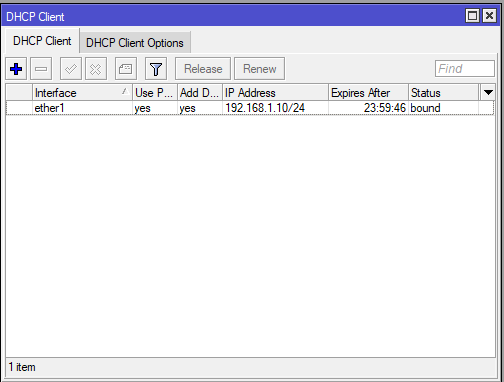 DHCP Client
DHCP Client DHCP Client Options
Release Renew Find
Interface Use P... Add D... IP Address Expires After Status
ether1 yes yes 192.168.1.10/24 23:59:46 bound
1 item